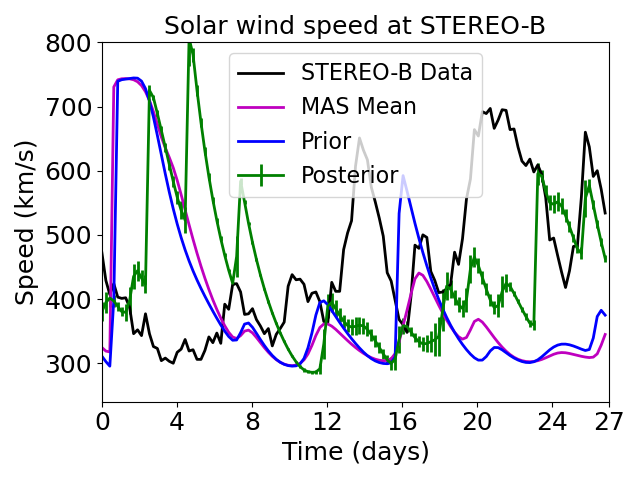 Solar wind speed at STEREO-B
Speed (km/s)
800
700
600
500
400
300
STEREO-B Data
MAS Mean
Prior
Posterior
0 4 8 12 16 20 24 27
Time (days)